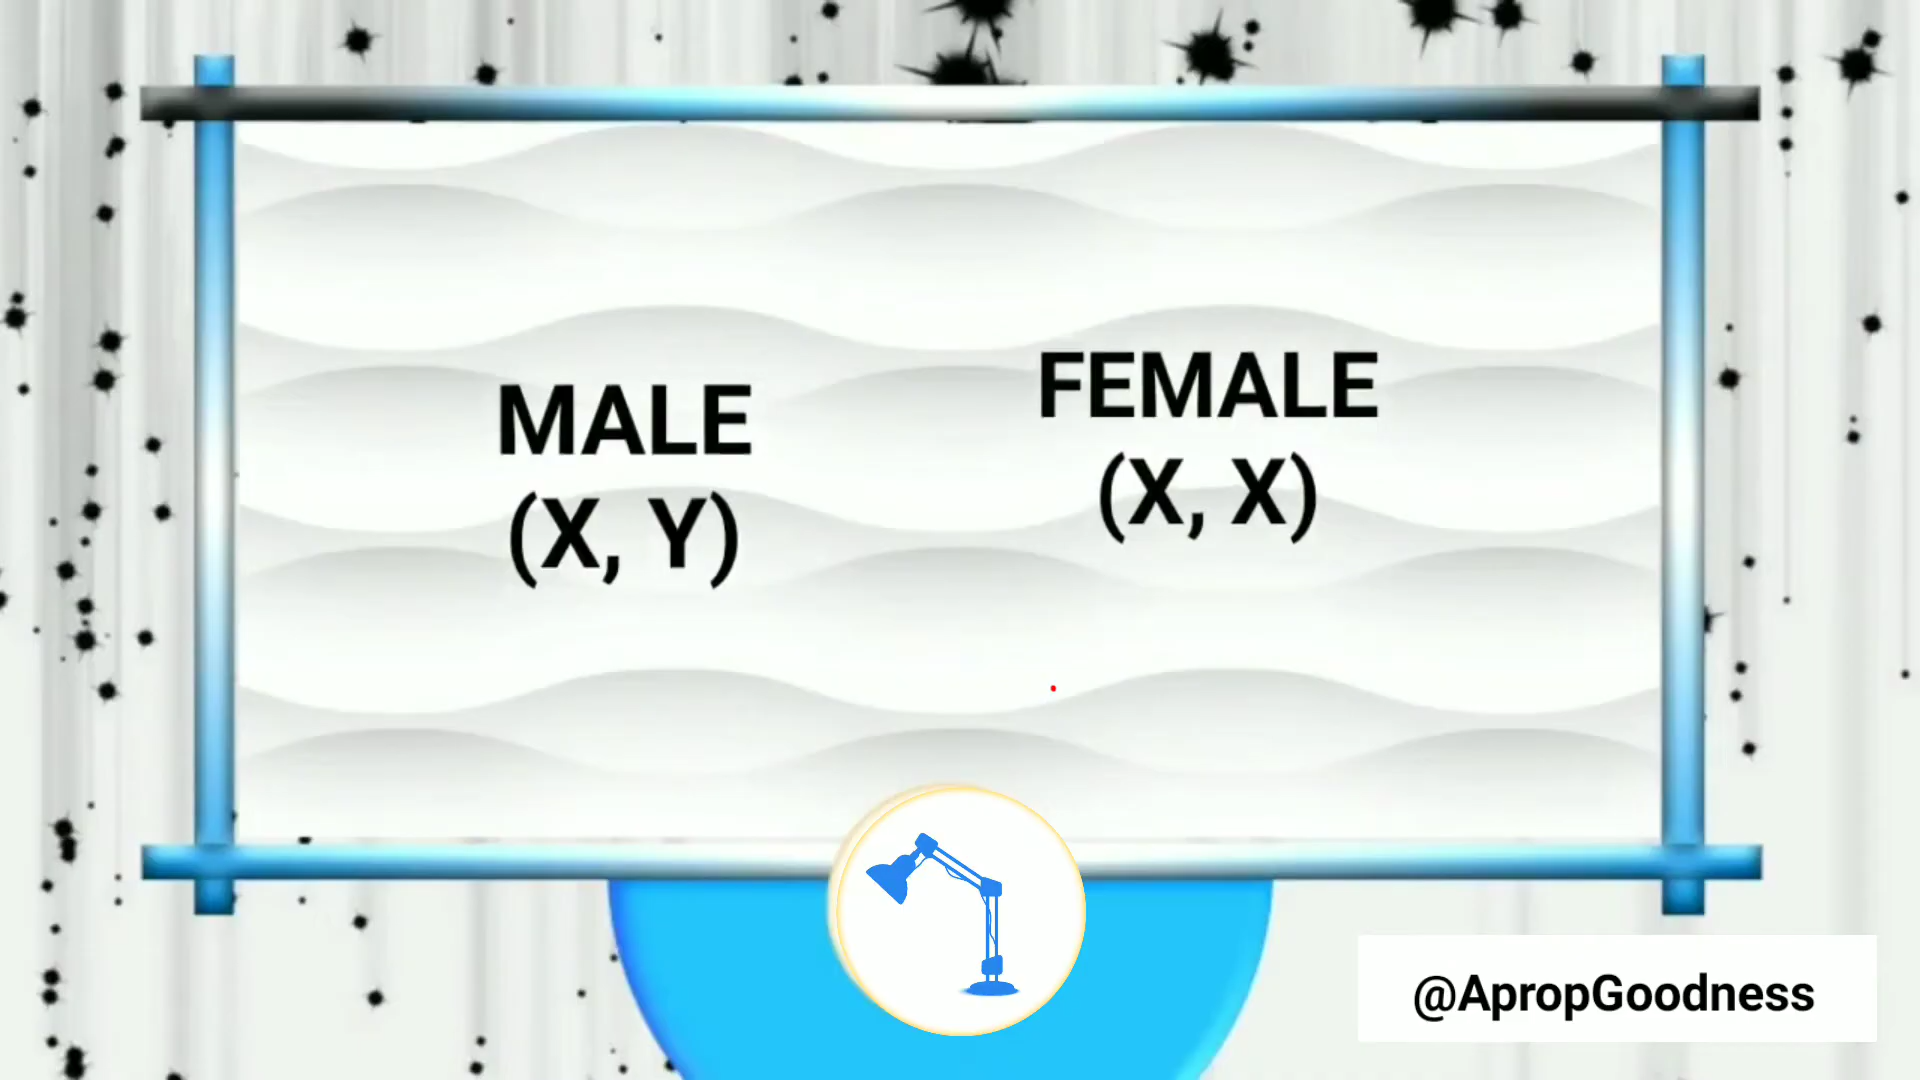 MALE
(X, Y)
FEMALE
(X, X)
@ApropGoodness